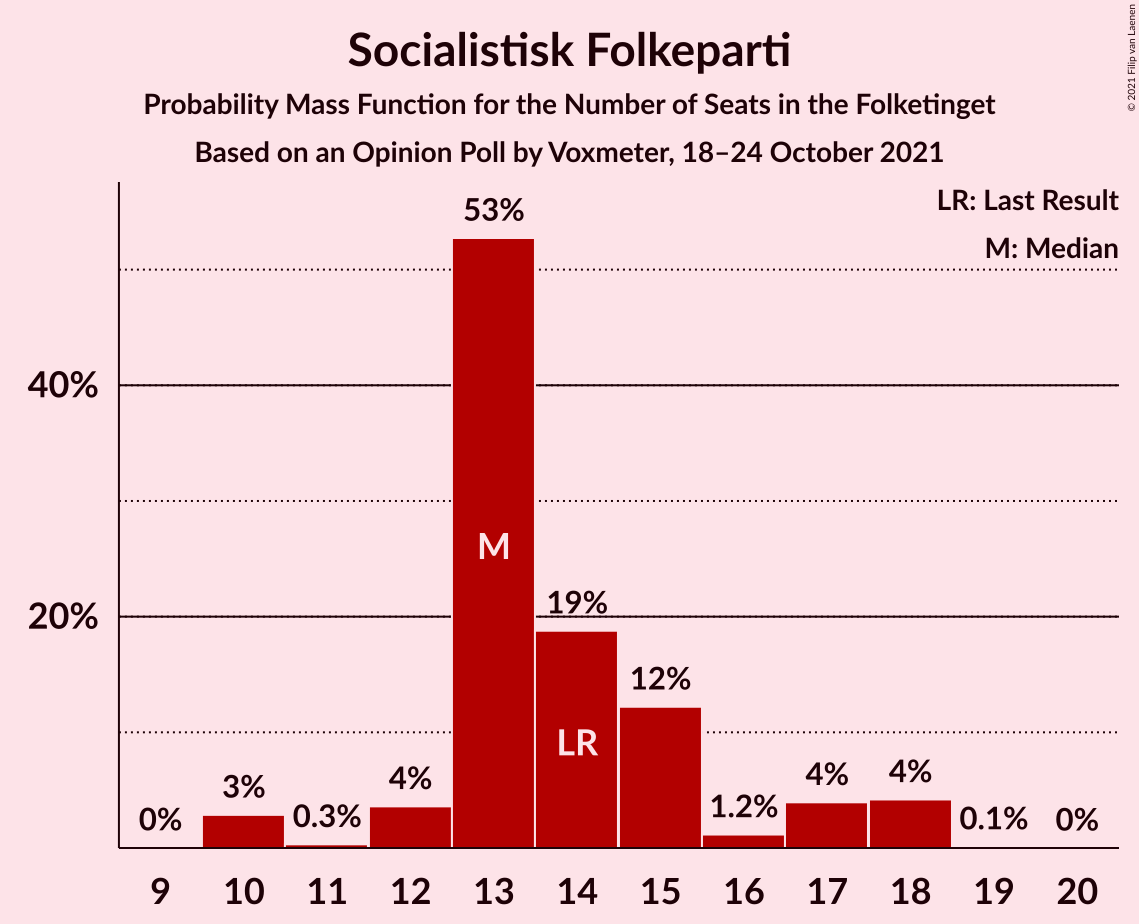 Socialistisk Folkeparti
Probability Mass Function for the Number of Seats in the Folketinget
Based on an Opinion Poll by Voxmeter, 18–24 October 2021
© 2021 Filip van Laenen
LR: Last Result
M: Median
53%
40%
M
19%
20%
12%
LR
4%
4%
4%
3%
1.2%
0.3%
0%
0.1%
0%
9 10 11 12 13 14 15 16 17 18 19 20